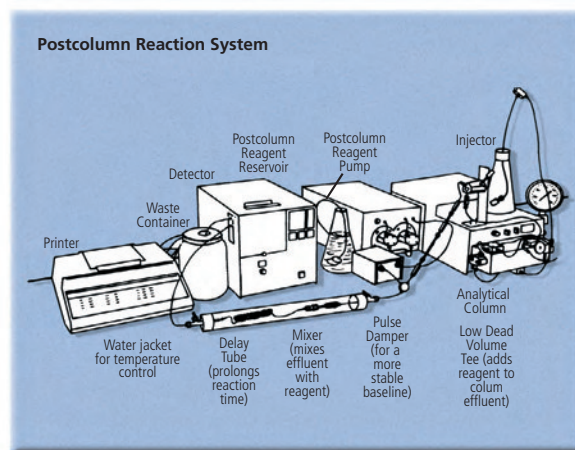 Postcolumn Reaction System
Postcolumn
Reagent
Reservoir
Postcolumn
Reagent
Pump
Injector
Detector
Waste
Container
Printer
Water jacket
for temperature
control
Delay
Tube
(prolongs
reaction
time)
Mixer
(mixes
effluent
with
reagent)
Pulse
Damper
(for a
more
stable
baseline)
Analytical
Column
Low Dead
Volume
Tee (adds
reagent to
colum
effluent)